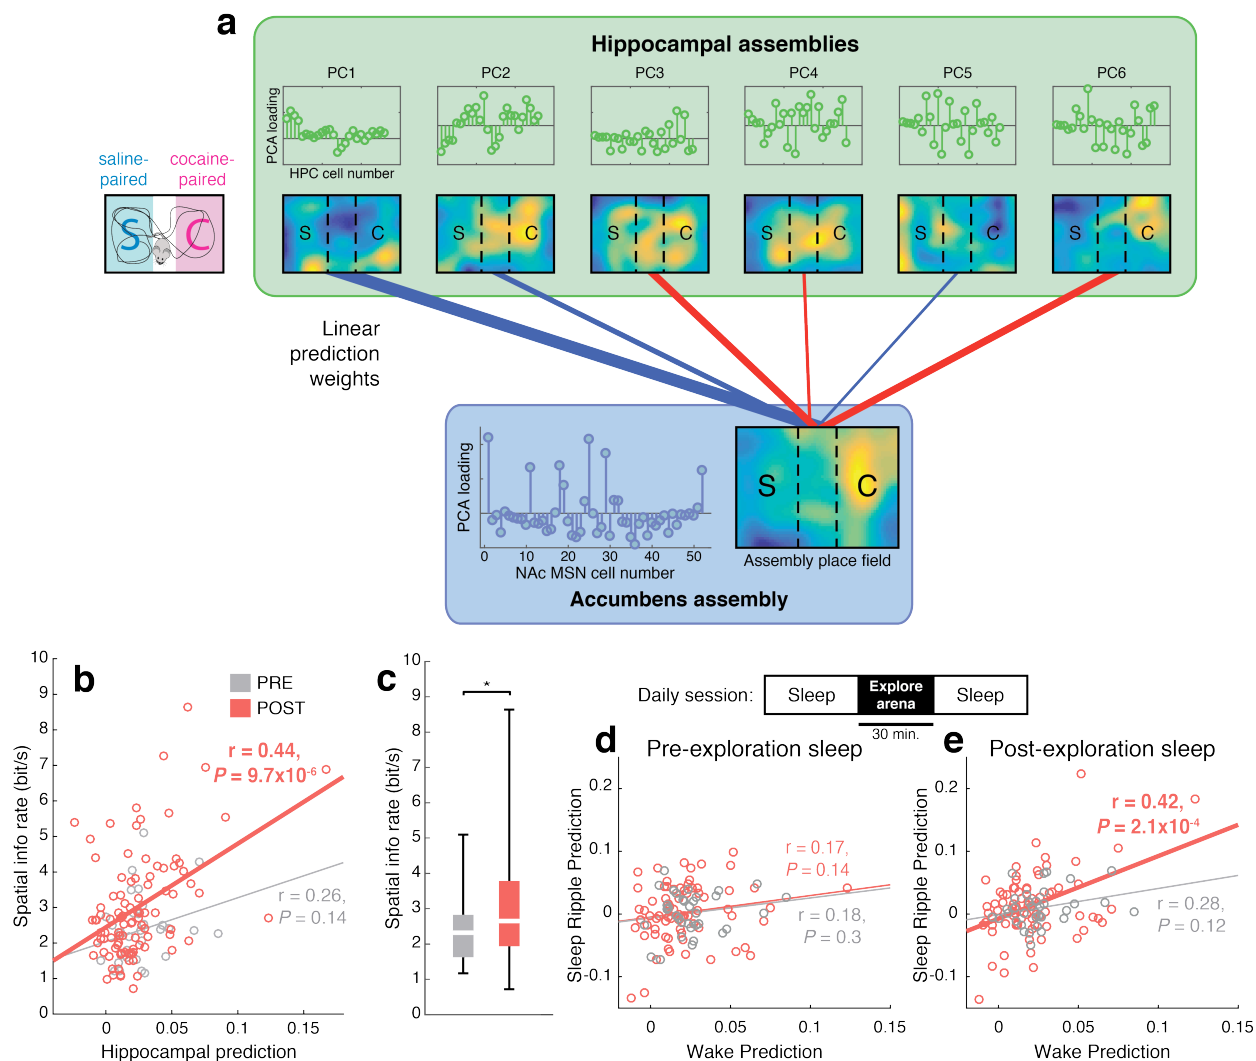 a
Hippocampal assemblies
PC1 PC2 PC3 PC4 PC5 PC6
PCA loading
HPC cell number
saline-
paired
cocaine-
paired
S C
S C S C S C S C S C S C
Linear
prediction
weights
PCA loading
0 10 20 30 40 50
NAc MSN cell number
S C
Assembly place field
Accumbens assembly
b
PRE
POST
Spatial info rate (bit/s)
10
9
8
7
6
5
4
3
2
1
0
r = 0.44,
P = 9.7x10-6
r = 0.26,
P = 0.14
0 0.05 0.1 0.15
Hippocampal prediction
c
Spatial info rate (bit/s)
10
9
8
7
6
5
4
3
2
1
0
*
Daily session: Sleep Explore arena Sleep
30 min.
d
Pre-exploration sleep
Sleep Ripple Prediction
0.2
0.1
0
-0.1
r = 0.17,
P = 0.14
r = 0.18,
P = 0.3
0 0.05 0.1 0.15
Wake Prediction
e
Post-exploration sleep
Sleep Ripple Prediction
0.2
0.1
0
-0.1
r = 0.42,
P = 2.1x10-4
r = 0.28,
P = 0.12
0 0.05 0.1 0.15
Wake Prediction